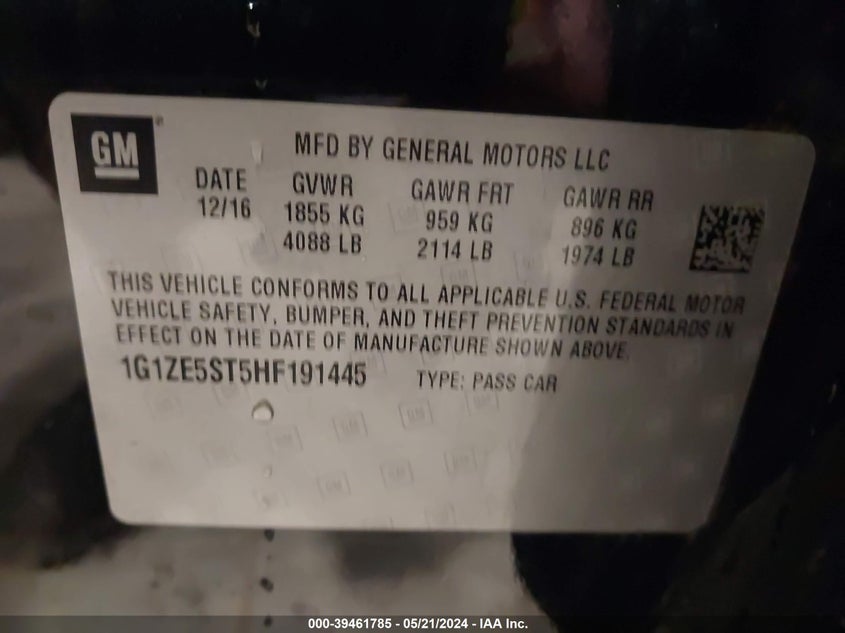 GM
MFD BY GENERAL MOTORS LLC
DATE GVWR GAWR FRT GAWR RR
12/16 1855 KG 959 KG 896 KG
4088 LB 2114 LB 1974 LB
THIS VEHICLE CONFORMS TO ALL APPLICABLE U.S. FEDERAL MOTOR
VEHICLE SAFETY, BUMPER, AND THEFT PREVENTION STANDARDS IN
EFFECT ON THE DATE OF MANUFACTURE SHOWN ABOVE.
1G1ZE5ST5HF191445 TYPE: PASS CAR
000-39461785 - 05/21/2024 - IAA Inc.